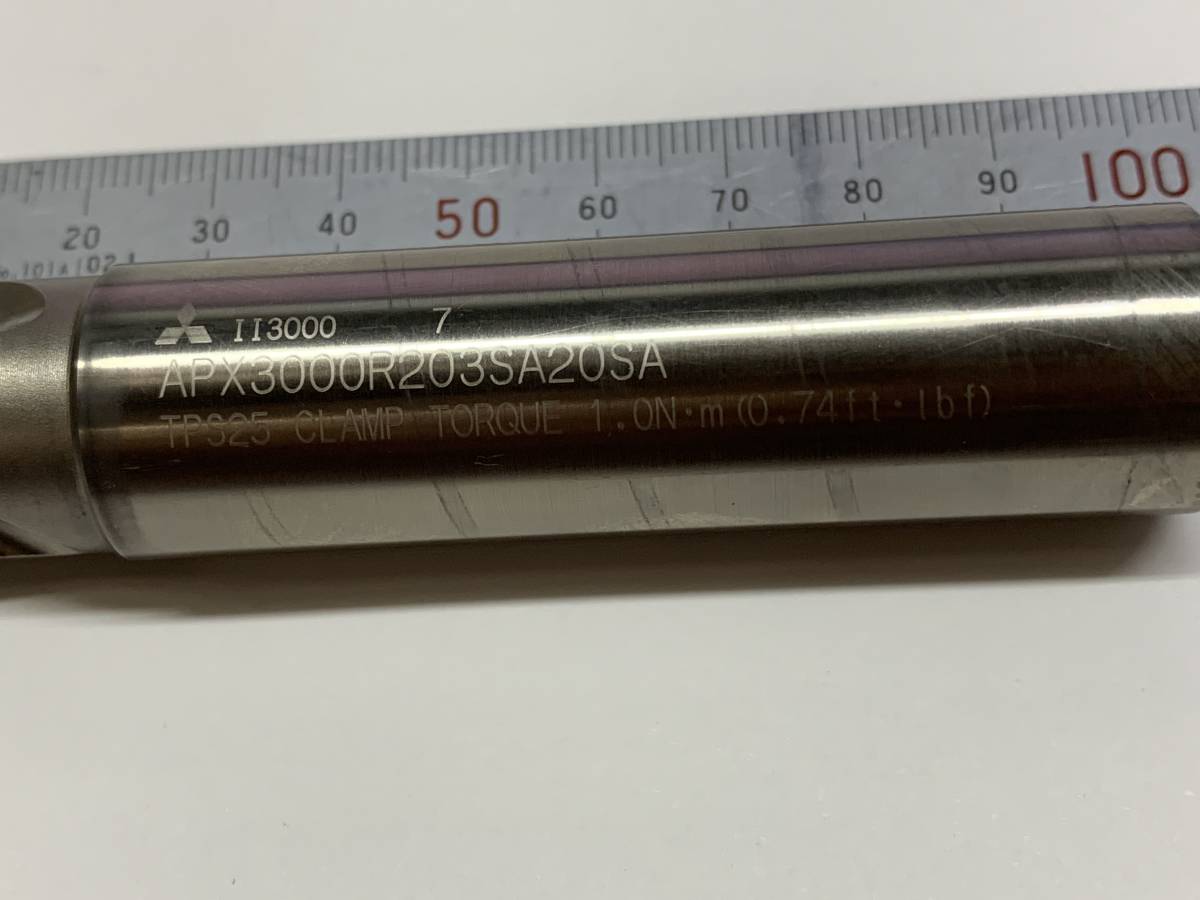 20 30 40 50 60 70 80 90 100
II3000 7
APX3000R203SA20SA
TPS25 CLAMP TORQUE 1.0N·m(0.74ft·lbf)